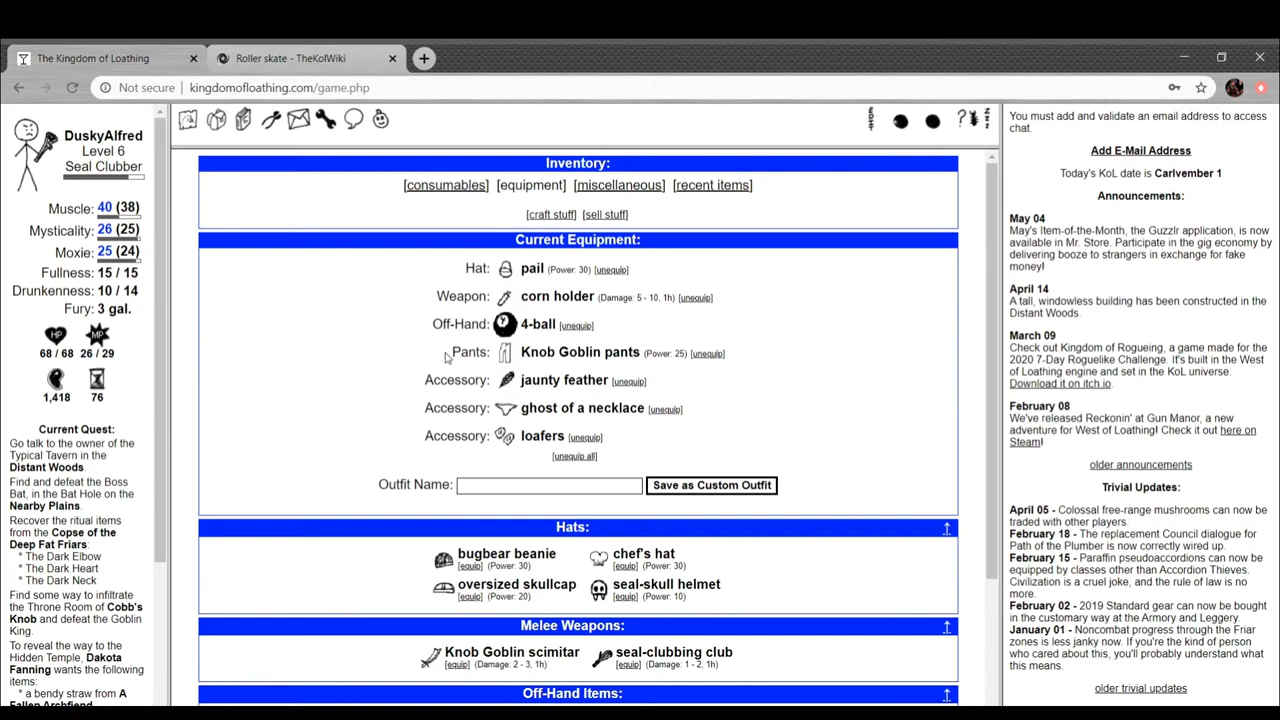 The Kingdom of Loathing
Roller skate - TheKolWiki
Not secure
kingdomofloathing.com/game.php
DuskyAlfred
Level 6
Seal Clubber
Muscle: 40 (38)
Mysticality: 26 (25)
Moxie: 25 (24)
Fullness: 15 / 15
Drunkenness: 10 / 14
Fury: 3 gal.
HP
MP
68 / 68 26 / 29
1,418 76
Current Quest:
Go talk to the owner of the
Typical Tavern in the
Distant Woods.
Find and defeat the Boss
Bat, in the Bat Hole on the
Nearby Plains.
Recover the ritual items
from the Copse of the
Deep Fat Friars:
* The Dark Elbow
* The Dark Heart
* The Dark Neck
Find some way to infiltrate
the Throne Room of Cobb's
Knob and defeat the Goblin
King.
To reveal the way to the
Hidden Temple, Dakota
Fanning wants the following
items:
* a bendy straw from A
Fallen Archfiend
Inventory:
[consumables] [equipment] [miscellaneous] [recent items]
[craft stuff] [sell stuff]
Current Equipment:
Hat: pail (Power: 30) [unequip]
Weapon: corn holder (Damage: 5 - 10, 1h) [unequip]
Off-Hand: 4-ball [unequip]
Pants: Knob Goblin pants (Power: 25) [unequip]
Accessory: jaunty feather [unequip]
Accessory: ghost of a necklace [unequip]
Accessory: loafers [unequip]
[unequip all]
Outfit Name: Save as Custom Outfit
Hats:
bugbear beanie chef's hat
[equip] (Power: 30) [equip] (Power: 30)
oversized skullcap seal-skull helmet
[equip] (Power: 20) [equip] (Power: 10)
Melee Weapons:
Knob Goblin scimitar seal-clubbing club
[equip] (Damage: 2 - 3, 1h) [equip] (Damage: 1 - 2, 1h)
Off-Hand Items:
You must add and validate an email address to access
chat.
Add E-Mail Address
Today's KoL date is Carlvember 1
Announcements:
May 04
May's Item-of-the-Month, the Guzzlr application, is now
available in Mr. Store. Participate in the gig economy by
delivering booze to strangers in exchange for fake
money!
April 14
A tall, windowless building has been constructed in the
Distant Woods.
March 09
Check out Kingdom of Rogueing, a game made for the
2020 7-Day Roguelike Challenge. It's built in the West
of Loathing engine and set in the KoL universe.
Download it on itch.io.
February 08
We've released Reckonin' at Gun Manor, a new
adventure for West of Loathing! Check it out here on
Steam!
older announcements
Trivial Updates:
April 05 - Colossal free-range mushrooms can now be
traded with other players.
February 18 - The replacement Council dialogue for
Path of the Plumber is now correctly wired up.
February 15 - Paraffin pseudoaccordions can now be
equipped by classes other than Accordion Thieves.
Civilization is a cruel joke, and the rule of law is no
more.
February 02 - 2019 Standard gear can now be bought
in the customary way at the Armory and Leggery.
January 01 - Noncombat progress through the Friar
zones is less janky now. If you're the kind of person
who cared about this, you'll probably understand what
this means.
older trivial updates